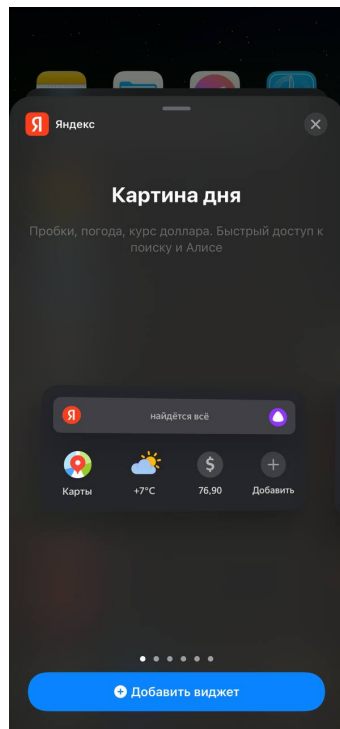 Я Яндекс
Картина дня
Пробки, погода, курс доллара. Быстрый доступ к
поиску и Алисе
Я найдётся всё
$
Карты +7°C 76,90 Добавить
Добавить виджет